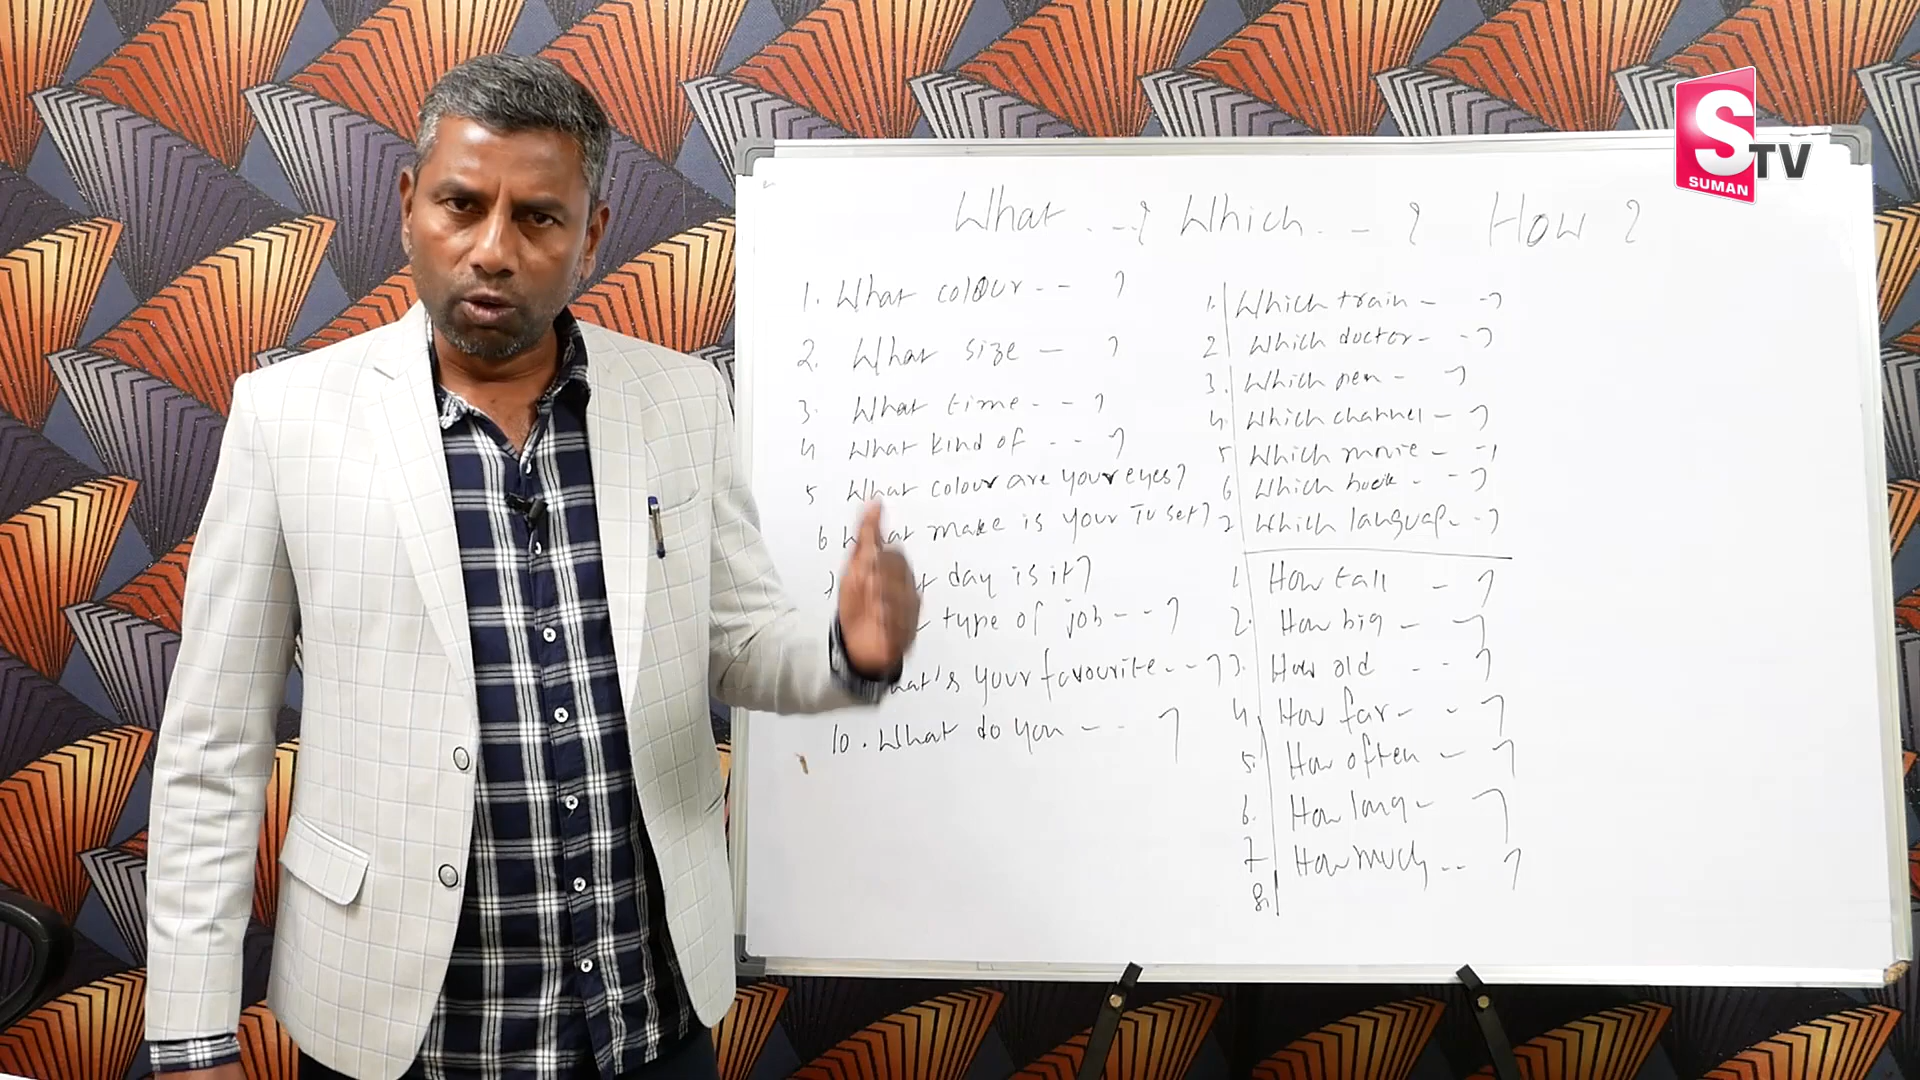 S TV
SUMAN
What ...? Which.. - ? How ?
1. What colour -- ?
2. What size - ?
3. What time -- ?
4 What kind of -- ?
5 What colour are your eyes?
6 What make is your TV set?
day is it?
type of job -- ?
hat's your favourite -- ?
10. What do you -- ?
1. Which train - - ?
2 Which doctor - - ?
3. Which pen - ?
4. Which channel - ?
5 Which movie - - ?
6 Which book - - ?
7 Which language - - ?
1 How tall - ?
2. How big - ?
3. How old - - ?
4 How far - - ?
5. How often - ?
6. How long - ?
7 How much -- ?
8.